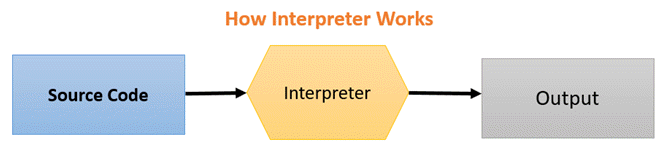 How Interpreter Works
Source Code
Interpreter
Output